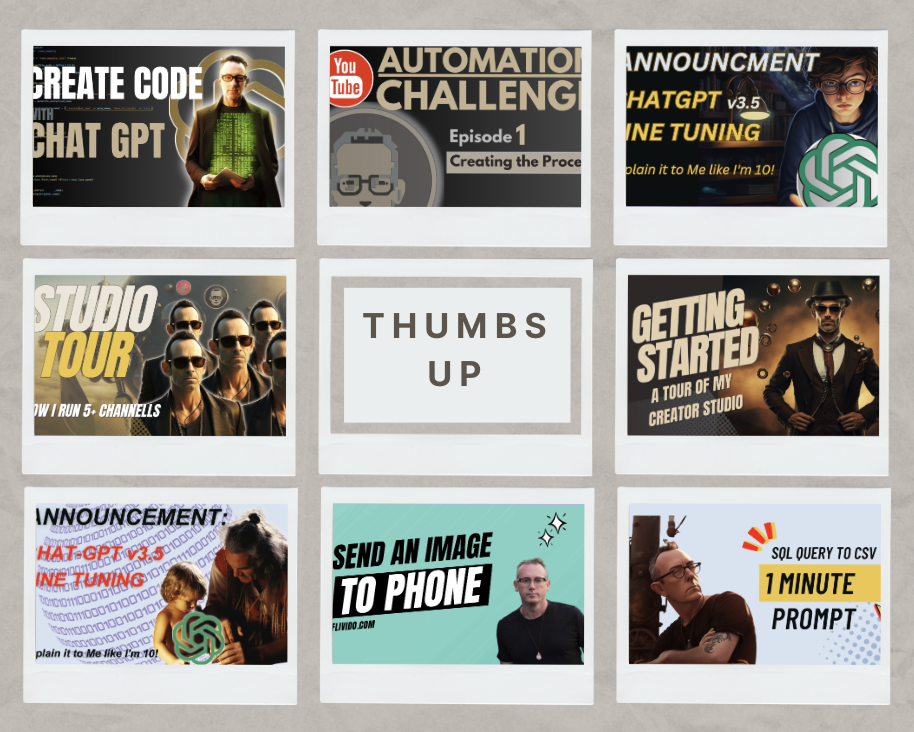 CREATE CODE
WITH
CHAT GPT
You
Tube
AUTOMATION
CHALLENG
Episode 1
Creating the Proce
ANNOUNCMENT
HATGPT v3.5
INE TUNING
plain it to Me like I'm 10!
STUDIO
TOUR
OW I RUN 5+ CHANNELLS
THUMBS
UP
GETTING
STARTED
A TOUR OF MY
CREATOR STUDIO
ANNOUNCEMENT:
HAT-GPT v3.5
INE TUNING
plain it to Me like I'm 10!
SEND AN IMAGE
TO PHONE
FLIVIDO.COM
SQL QUERY TO CSV
1 MINUTE
PROMPT